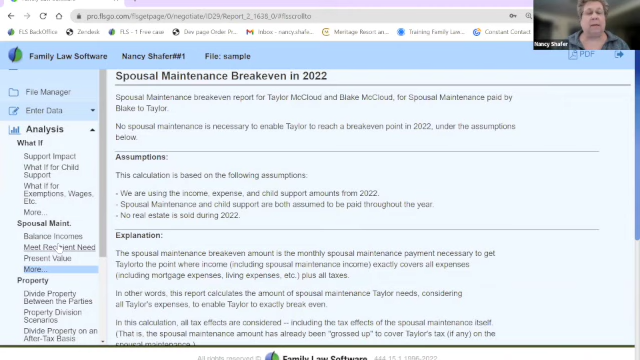 pro.flsgo.com/flsgetpage/0/negotiate/ID29/Report_2_1638_0/#flsscrollto
FLS BackOffice
Zendesk
FLS - 1 Free case
Dev page Order pro...
Inbox - nancy.shafer...
Meritage Resort and...
Training Family Law...
Constant Contact
Nancy Shafer
Family Law Software
Nancy Shafer##1
File: sample
PDF
File Manager
Enter Data
Analysis
What If
Support Impact
What If for Child
Support
What If for
Exemptions, Wages,
Etc.
More...
Spousal Maint.
Balance Incomes
Meet Recipient Need
Present Value
More...
Property
Divide Property
Between the Parties
Property Division
Scenarios
Divide Property on an
After-Tax Basis
Spousal Maintenance Breakeven in 2022
Spousal Maintenance breakeven report for Taylor McCloud and Blake McCloud, for Spousal Maintenance paid by
Blake to Taylor.
No spousal maintenance is necessary to enable Taylor to reach a breakeven point in 2022, under the assumptions
below.
Assumptions:
This calculation is based on the following assumptions:
- We are using the income, expense, and child support amounts from 2022.
- Spousal Maintenance and child support are both assumed to be paid throughout the year.
- No real estate is sold during 2022.
Explanation:
The spousal maintenance breakeven amount is the monthly spousal maintenance payment necessary to get
Taylorto the point where income (including spousal maintenance income) exactly covers all expenses
(including mortgage expenses, living expenses, etc.) plus all taxes.
In other words, this report calculates the amount of spousal maintenance Taylor needs, considering
all Taylor's expenses, to enable Taylor to exactly break even.
In this calculation, all tax effects are considered -- including the tax effects of the spousal maintenance itself.
(That is, the spousal maintenance amount has already been "grossed up" to cover Taylor's tax (if any) on the
spousal maintenance.)
All rights reserved ©
Family Law Software
444.15.1 1996-2022